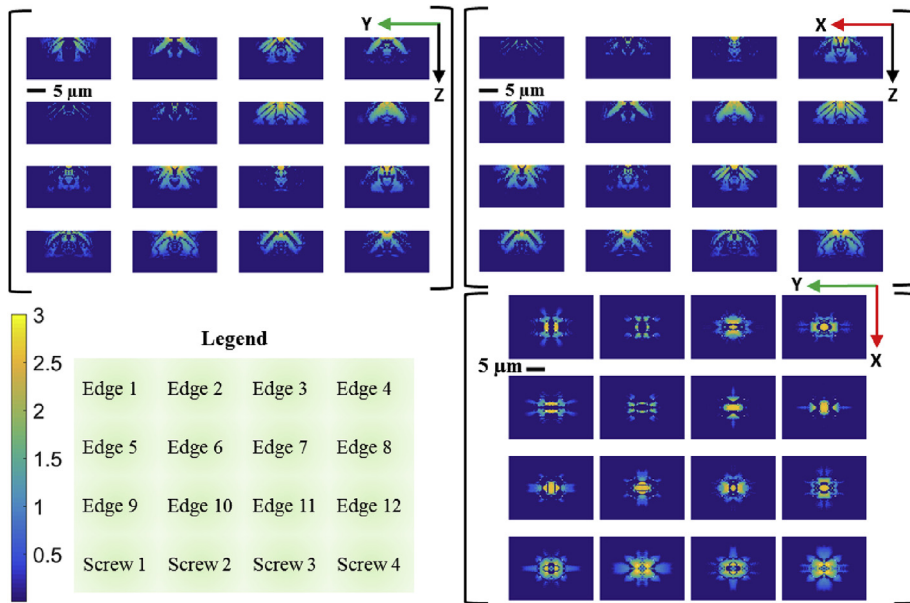 Y
Z
5 μm
X
Z
5 μm
Y
X
5 μm
3
2.5
2
1.5
1
0.5
Legend
Edge 1 Edge 2 Edge 3 Edge 4
Edge 5 Edge 6 Edge 7 Edge 8
Edge 9 Edge 10 Edge 11 Edge 12
Screw 1 Screw 2 Screw 3 Screw 4